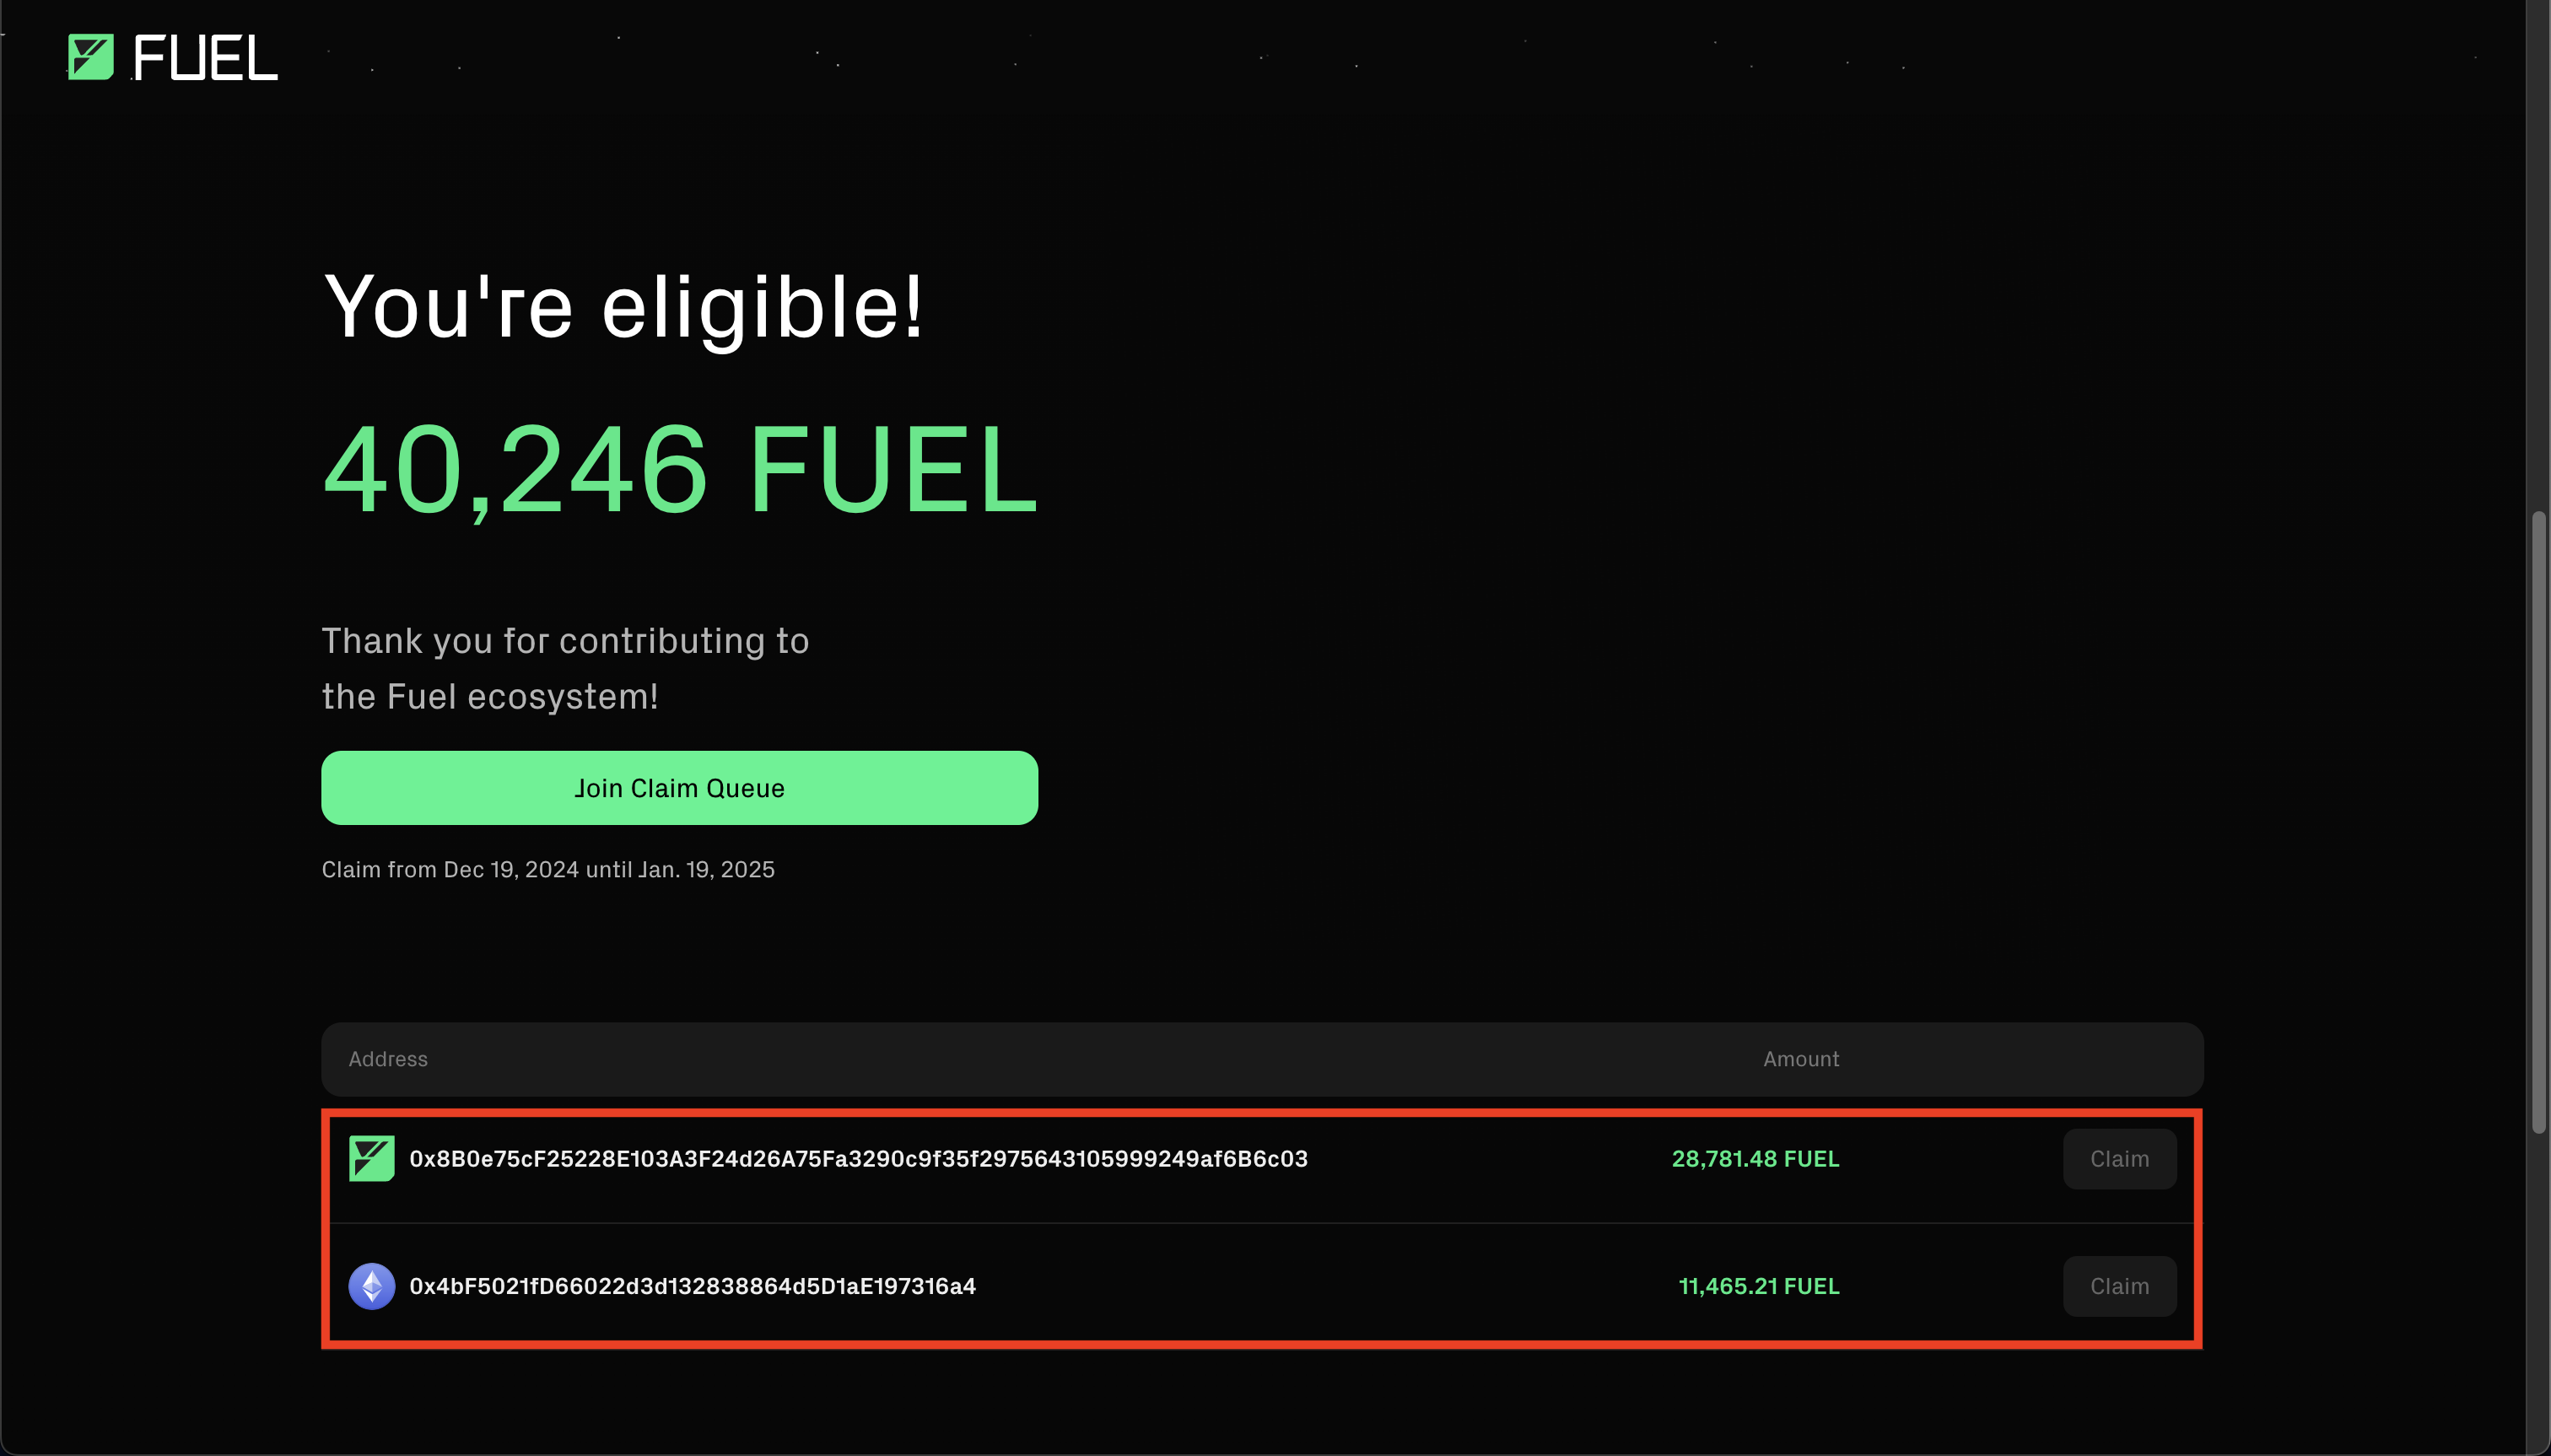 FUEL
You're eligible!
40,246 FUEL
Thank you for contributing to
the Fuel ecosystem!
Join Claim Queue
Claim from Dec 19, 2024 until Jan. 19, 2025
Address Amount
0x8B0e75cF25228E103A3F24d26A75Fa3290c9f35f2975643105999249af6B6c03 28,781.48 FUEL Claim
0x4bF5021fD66022d3d132838864d5D1aE197316a4 11,465.21 FUEL Claim